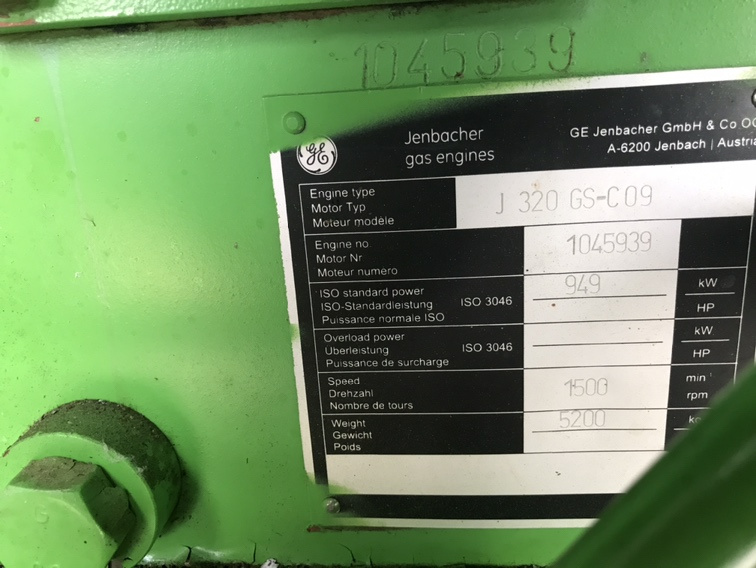 1045939
GE
Jenbacher
gas engines
GE Jenbacher GmbH & Co
A-6200 Jenbach | Austria
Engine type
Motor Typ
Moteur modèle
J 320 GS-C09
Engine no
Motor Nr
Moteur numero
1045939
ISO standard power
ISO-Standardleistung
Puissance normale ISO
ISO 3046
949
kW
HP
Overload power
Überleistung
Puissance de surcharge
ISO 3046
kW
HP
Speed
Drehzahl
Nombre de tours
1500
min
rpm
Weight
Gewicht
Poids
5200